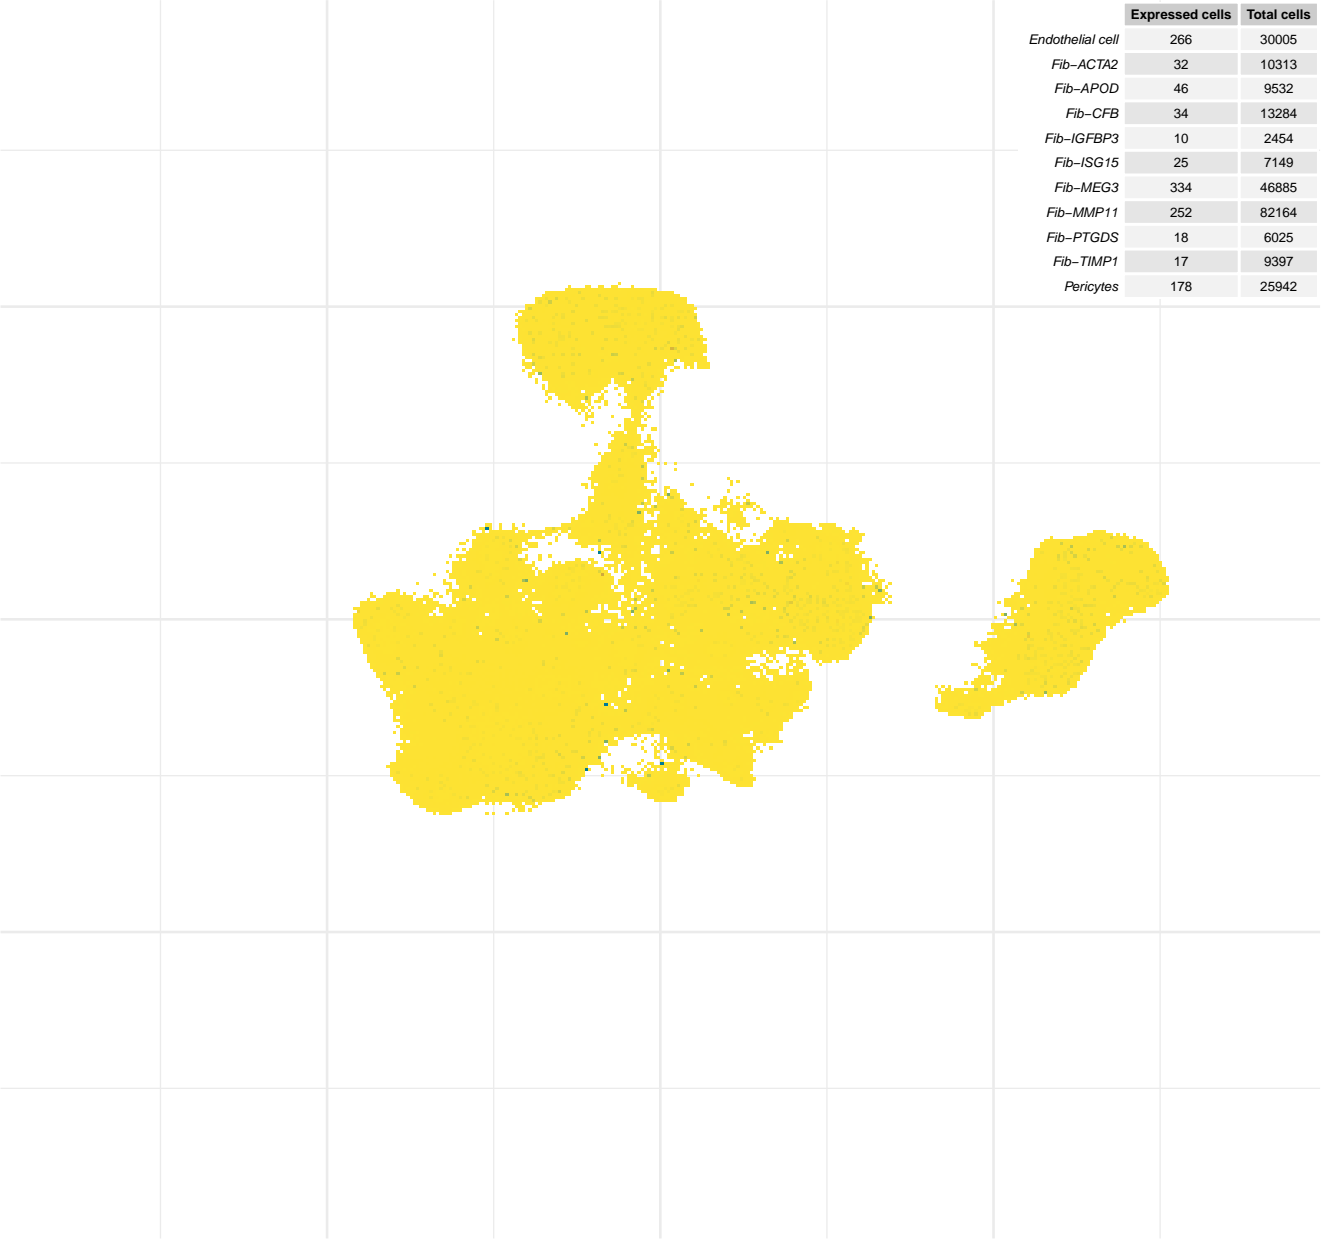 Expressed cells Total cells
Endothelial cell 266 30005
Fib−ACTA2 32 10313
Fib−APOD 46 9532
Fib−CFB 34 13284
Fib−IGFBP3 10 2454
Fib−ISG15 25 7149
Fib−MEG3 334 46885
Fib−MMP11 252 82164
Fib−PTGDS 18 6025
Fib−TIMP1 17 9397
Pericytes 178 25942